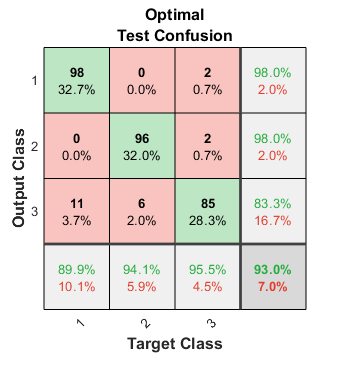 Optimal
Test Confusion
1 98 0 2 98.0%
32.7% 0.0% 0.7% 2.0%
2 0 96 2 98.0%
0.0% 32.0% 0.7% 2.0%
3 11 6 85 83.3%
3.7% 2.0% 28.3% 16.7%
89.9% 94.1% 95.5% 93.0%
10.1% 5.9% 4.5% 7.0%
1 2 3
Output Class
Target Class